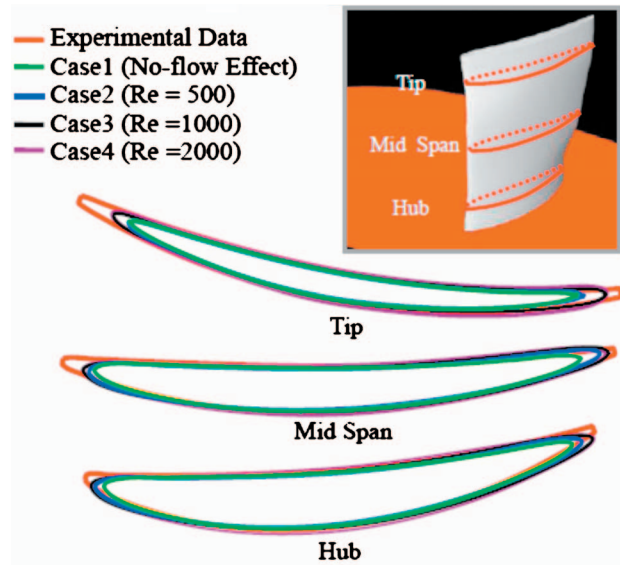 Experimental Data
Case1 (No-flow Effect)
Case2 (Re = 500)
Case3 (Re =1000)
Case4 (Re =2000)
Tip
Mid Span
Hub
Tip
Mid Span
Hub